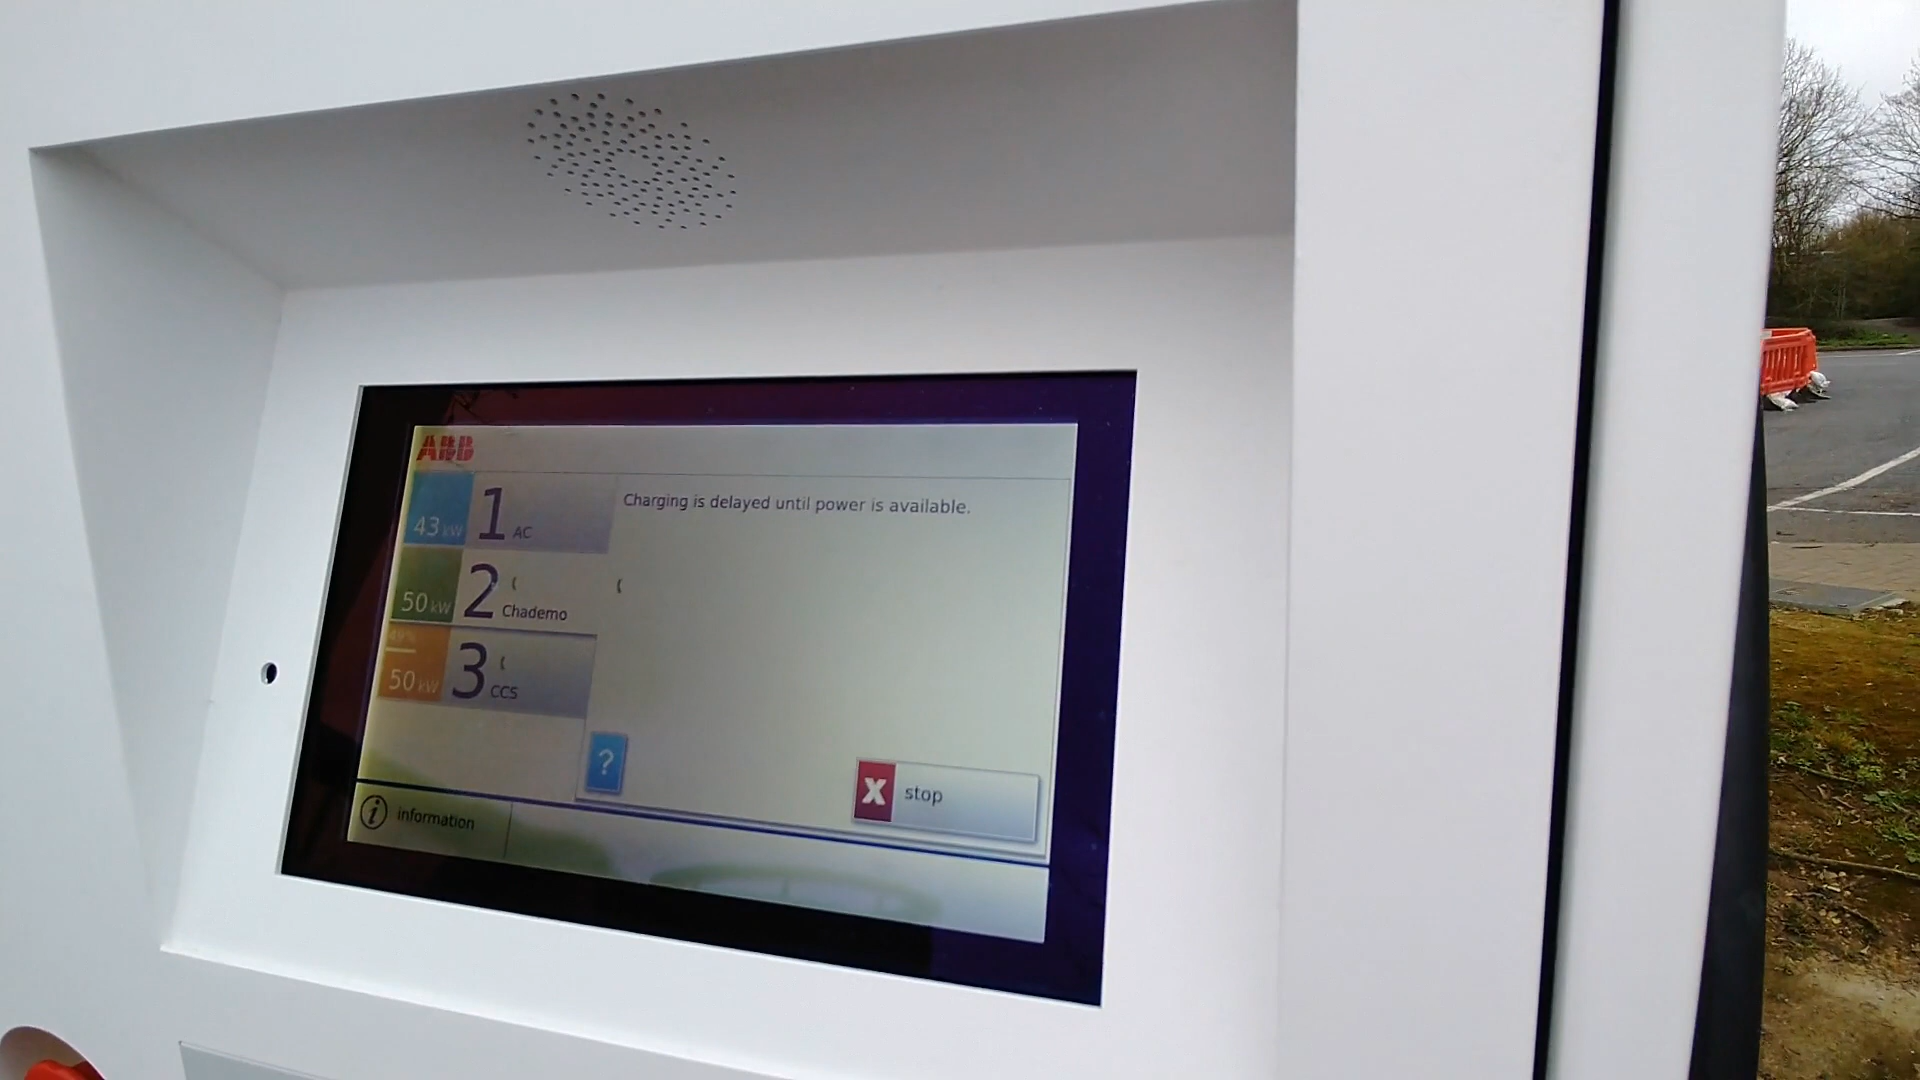 ABB
Charging is delayed until power is available.
43 kW 1 AC
50 kW 2 Chademo
49%
50 kW 3 CCS
?
X stop
i information